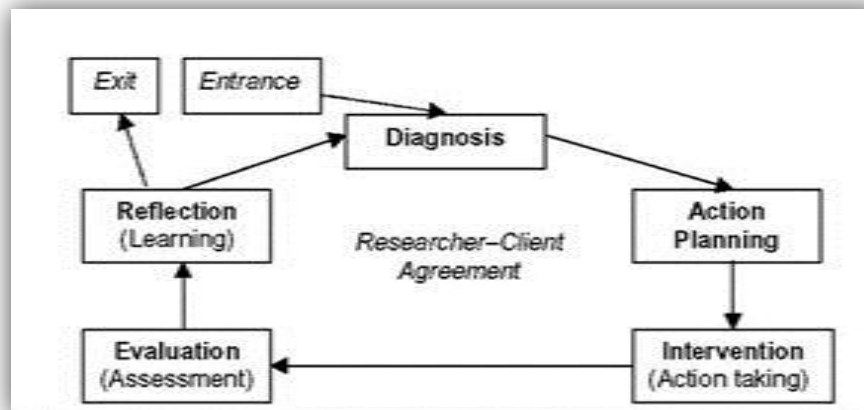 Exit
Entrance
Diagnosis
Reflection
(Learning)
Researcher–Client
Agreement
Action
Planning
Evaluation
(Assessment)
Intervention
(Action taking)